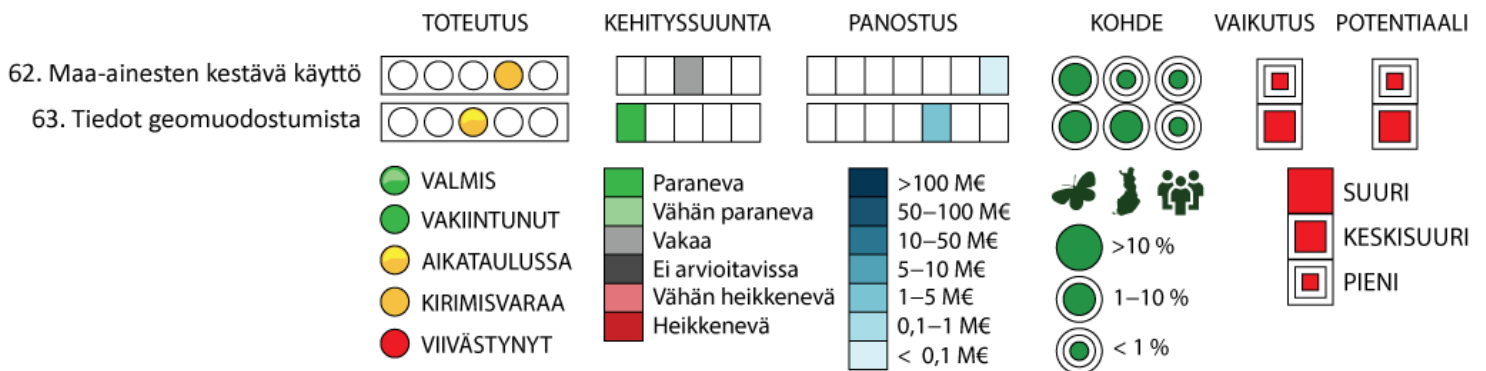 TOTEUTUS KEHITYSSUUNTA PANOSTUS KOHDE VAIKUTUS POTENTIAALI
62. Maa-ainesten kestävä käyttö
63. Tiedot geomuodostumista
VALMIS
VAKIINTUNUT
AIKATAULUSSA
KIRIMISVARAA
VIIVÄSTYNYT
Paraneva
Vähän paraneva
Vakaa
Ei arvioitavissa
Vähän heikkenevä
Heikkenevä
>100 M€
50–100 M€
10–50 M€
5–10 M€
1–5 M€
0,1–1 M€
< 0,1 M€
>10 %
1–10 %
< 1 %
SUURI
KESKISUURI
PIENI